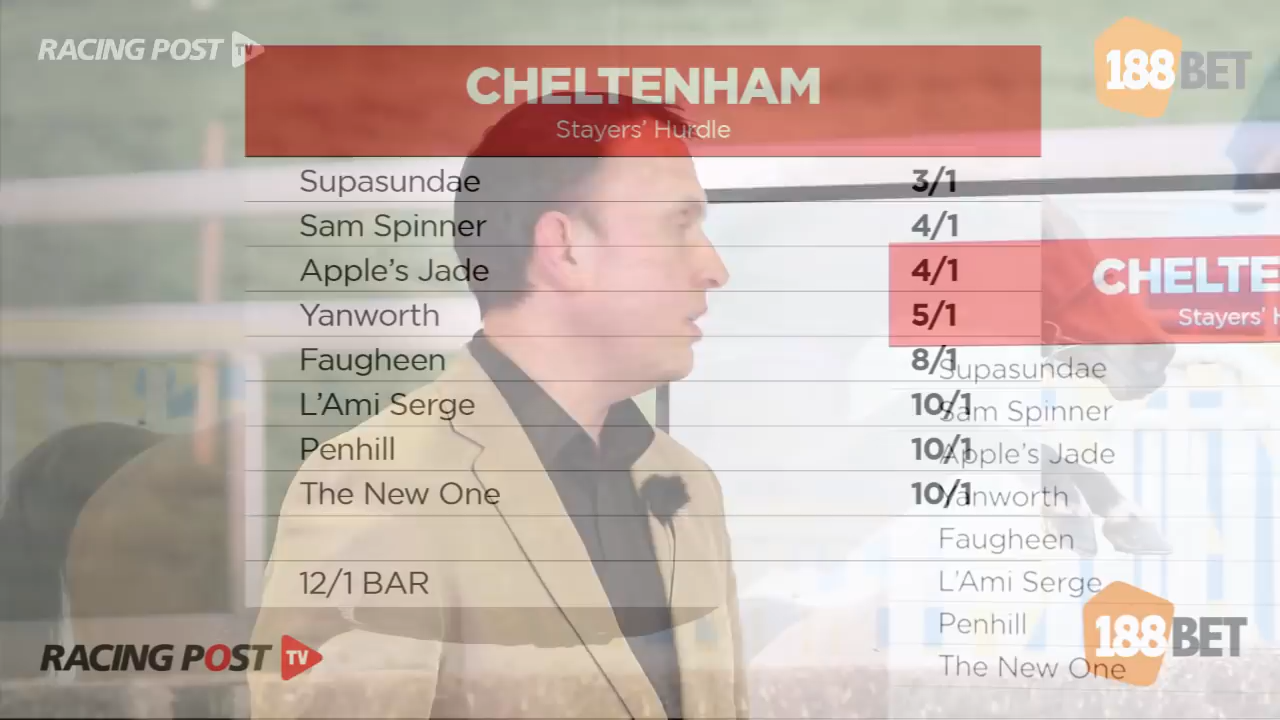 RACING POST TV
188BET
CHELTENHAM
Stayers’ Hurdle
Supasundae 3/1
Sam Spinner 4/1
Apple’s Jade 4/1
Yanworth 5/1
Faugheen 8/1
L’Ami Serge 10/1
Penhill 10/1
The New One 10/1
12/1 BAR
CHELTE
Stayers’ H
Supasundae
Sam Spinner
Apple’s Jade
Yanworth
Faugheen
L’Ami Serge
Penhill
The New One
RACING POST TV
188BET